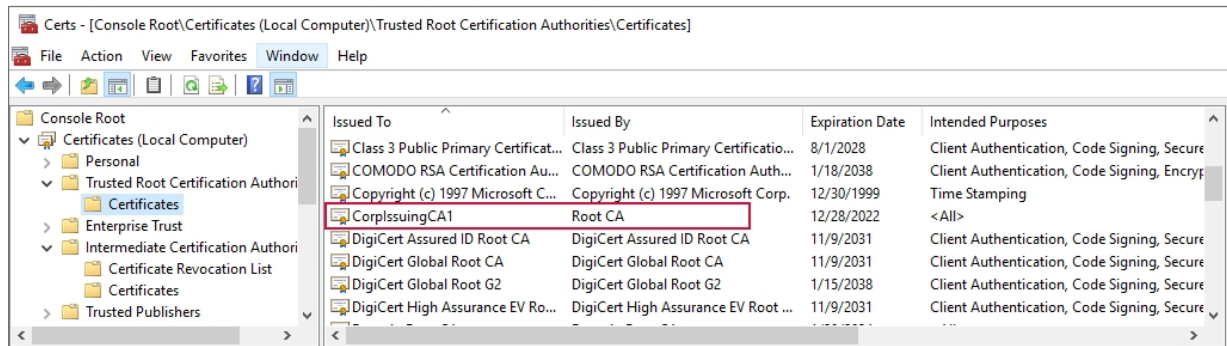 Certs - [Console Root\Certificates (Local Computer)\Trusted Root Certification Authorities\Certificates]
File Action View Favorites Window Help
Console Root
Certificates (Local Computer)
Personal
Trusted Root Certification Authori
Certificates
Enterprise Trust
Intermediate Certification Authori
Certificate Revocation List
Certificates
Trusted Publishers
Issued To Issued By Expiration Date Intended Purposes
Class 3 Public Primary Certificat... Class 3 Public Primary Certificatio... 8/1/2028 Client Authentication, Code Signing, Secure
COMODO RSA Certification Au... COMODO RSA Certification Auth... 1/18/2038 Client Authentication, Code Signing, Encryp
Copyright (c) 1997 Microsoft C... Copyright (c) 1997 Microsoft Corp. 12/30/1999 Time Stamping
CorpIssuingCA1 Root CA 12/28/2022 <All>
DigiCert Assured ID Root CA DigiCert Assured ID Root CA 11/9/2031 Client Authentication, Code Signing, Secure
DigiCert Global Root CA DigiCert Global Root CA 11/9/2031 Client Authentication, Code Signing, Secure
DigiCert Global Root G2 DigiCert Global Root G2 1/15/2038 Client Authentication, Code Signing, Secure
DigiCert High Assurance EV Ro... DigiCert High Assurance EV Root ... 11/9/2031 Client Authentication, Code Signing, Secure